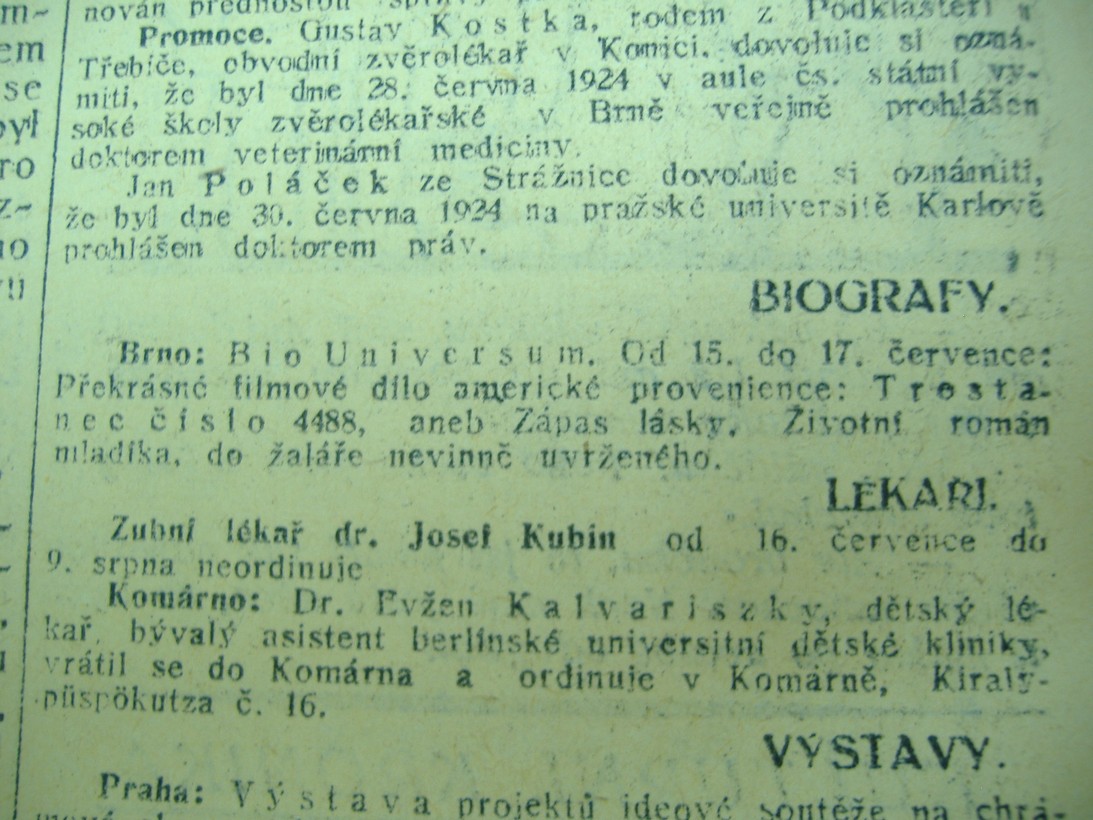 nován přednostou správy
Promoce. Gustav Kostka, rodem z Podklášteří u
Třebíče, obvodní zvěrolékař v Konici. dovoluje si ozná-
miti, že byl dne 28. června 1924 v aule čs. státní vy-
soké školy zvěrolékařské v Brně veřejně prohlášen
doktorem veterinární mediciny.
Jan Poláček ze Strážnice dovoluje si oznámiti,
že byl dne 30. června 1924 na pražské universitě Karlově
prohlášen doktorem práv.
BIOGRAFY.
Brno: Bio Universum. Od 15. do 17. července:
Překrásné filmové dílo americké provenience: Tresta-
nec číslo 4488, aneb Zápas lásky. Životní román
mladíka, do žaláře nevinně uvrženého.
LÉKAŘI.
Zubní lékař dr. Josef Kubín od 16. července do
9. srpna neordinuje
Komárno: Dr. Evžen Kalvariszky, dětský lé-
kař, bývalý asistent berlínské universitní dětské kliniky,
vrátil se do Komárna a ordinuje v Komárně, Király-
püspökutza č. 16.
VÝSTAVY.
Praha: Výstava projektů ideové soutěže na chrá-